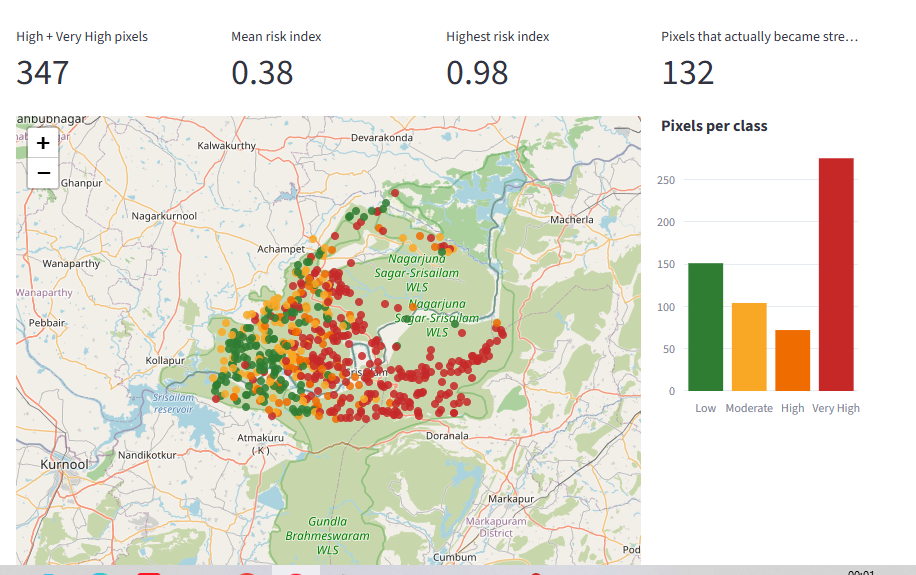 High + Very High pixels
347
Mean risk index
0.38
Highest risk index
0.98
Pixels that actually became stre…
132
anbubnagar
+
−
Kalwakurthy
Devarakonda
Ghanpur
Nagarkurnool
Macherla
Achampet
Wanaparthy
Wanaparthy
Nagarjuna
Sagar-Srisailam
WLS
Nagarjuna
Sagar-Srisailam
WLS
Pebbair
Kollapur
Srisailam
reservoir
Atmakuru
(-K )
Doranala
Nandikotkur
Kurnool
Markapur
Markapuram
District
Gundla
Brahmeswaram
WLS
Cumbum
Pod
Pixels per class
250
200
150
100
50
0
Low
Moderate
High
Very High